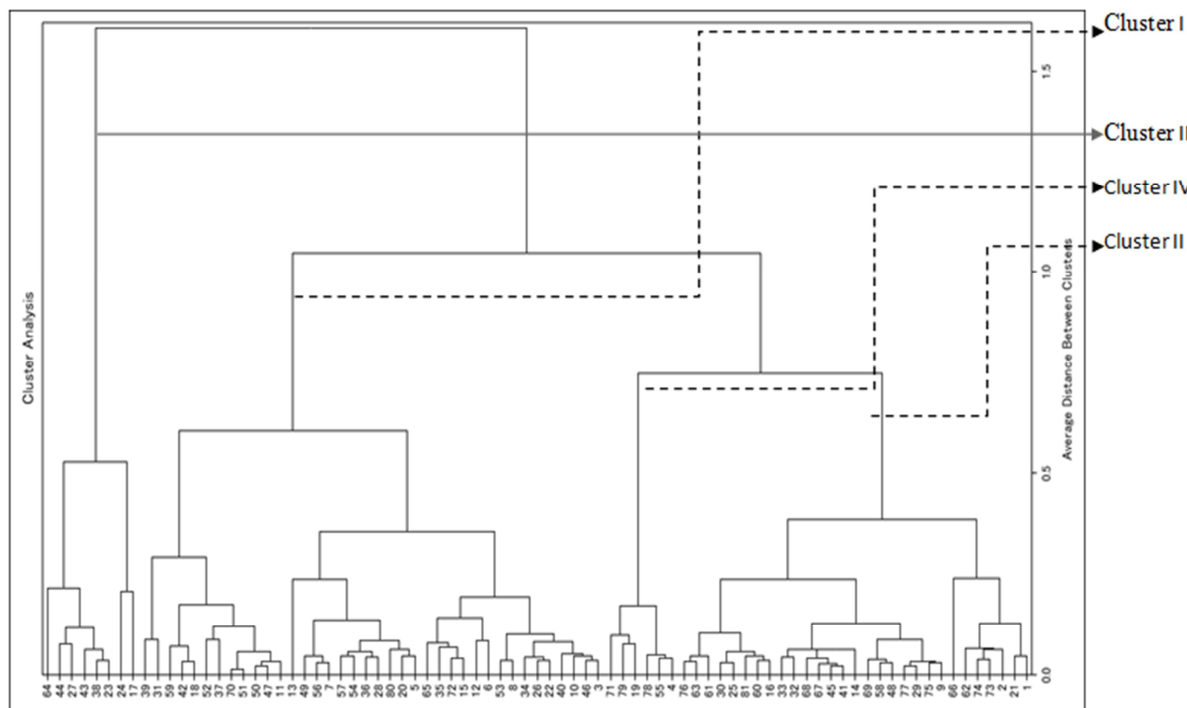 Cluster I
1.5
Cluster II
Cluster IV
Cluster II
1.0
Cluster Analysis
Average Distance Between Clusters
0.5
0.0
64 44 27 43 38 23 24 17 39 31 59 42 18 52 37 70 51 50 47 11 13 49 56 7 57 54 36 28 80 20 5 65 35 72 15 12 6 53 8 34 26 22 40 10 46 3 71 79 19 78 55 4 76 63 61 30 25 81 60 16 33 32 68 67 45 41 14 69 58 48 77 29 75 9 66 62 74 73 2 21 1